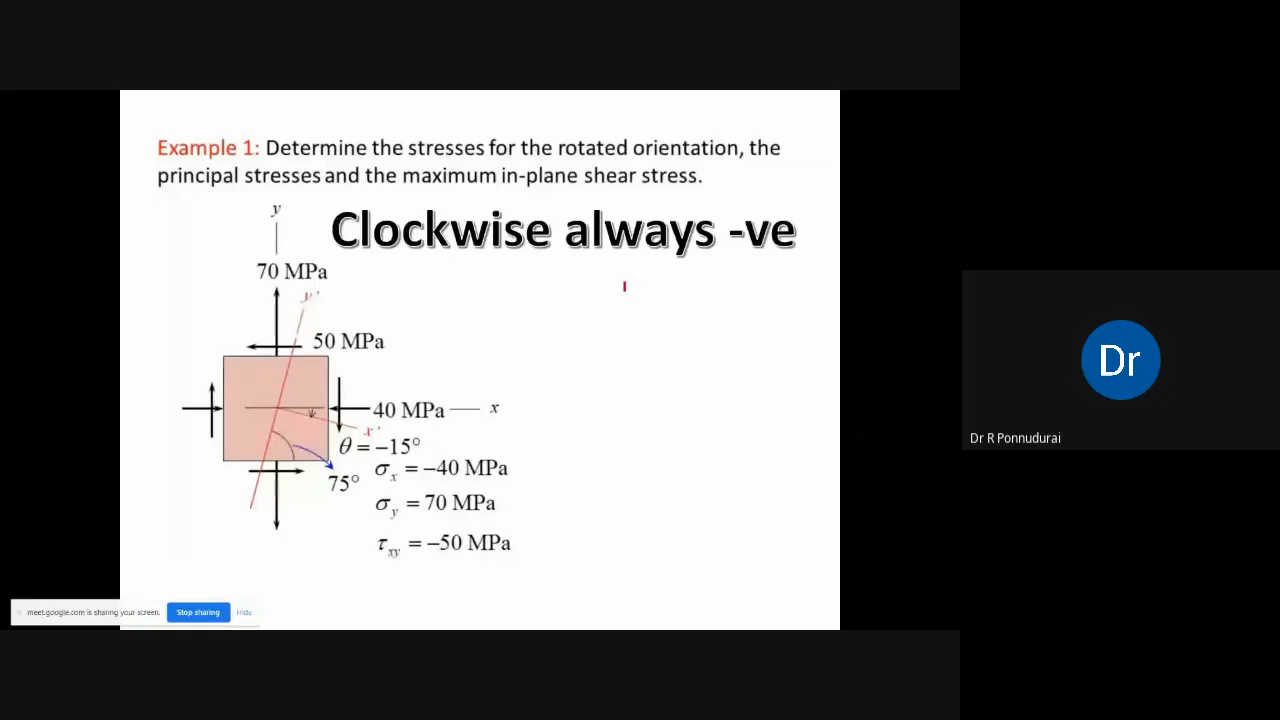 Example 1: Determine the stresses for the rotated orientation, the
principal stresses and the maximum in-plane shear stress.
y
Clockwise always -ve
70 MPa
y'
50 MPa
40 MPa
x
x'
θ = −15°
75°
σx = −40 MPa
σy = 70 MPa
τxy = −50 MPa
Dr
Dr R Ponnudurai
meet.google.com is sharing your screen.
Stop sharing
Hide